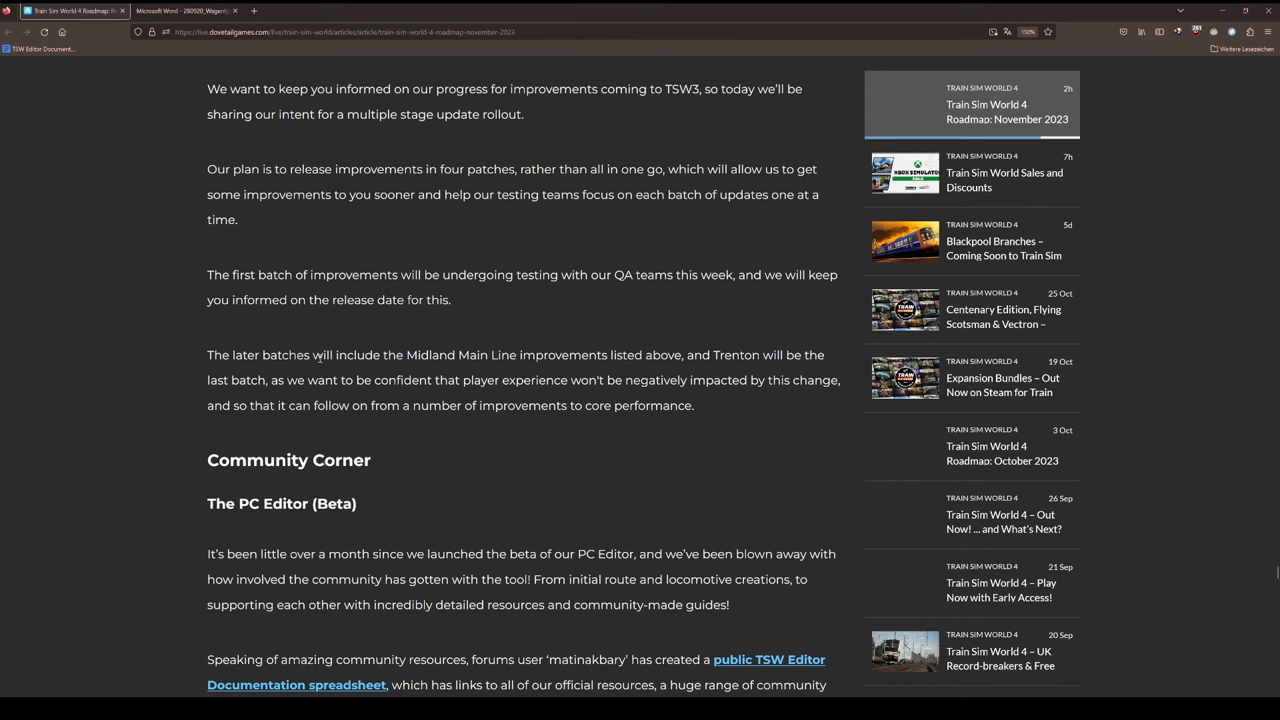 Train Sim World 4 Roadmap: N
Microsoft Word - 280920_Wagent
live.dovetailgames.com/live/train-sim-world/articles/article/train-sim-world-4-roadmap-november-2023
150%
261
TSW Editor Document...
Weitere Lesezeichen
We want to keep you informed on our progress for improvements coming to TSW3, so today we'll be
sharing our intent for a multiple stage update rollout.
Our plan is to release improvements in four patches, rather than all in one go, which will allow us to get
some improvements to you sooner and help our testing teams focus on each batch of updates one at a
time.
The first batch of improvements will be undergoing testing with our QA teams this week, and we will keep
you informed on the release date for this.
The later batches will include the Midland Main Line improvements listed above, and Trenton will be the
last batch, as we want to be confident that player experience won't be negatively impacted by this change,
and so that it can follow on from a number of improvements to core performance.
Community Corner
The PC Editor (Beta)
It's been little over a month since we launched the beta of our PC Editor, and we've been blown away with
how involved the community has gotten with the tool! From initial route and locomotive creations, to
supporting each other with incredibly detailed resources and community-made guides!
Speaking of amazing community resources, forums user 'matinakbary' has created a public TSW Editor
Documentation spreadsheet, which has links to all of our official resources, a huge range of community
TRAIN SIM WORLD 4 2h
Train Sim World 4
Roadmap: November 2023
TRAIN SIM WORLD 4 7h
Train Sim World Sales and
Discounts
TRAIN SIM WORLD 4 5d
Blackpool Branches –
Coming Soon to Train Sim
TRAIN SIM WORLD 4 25 Oct
Centenary Edition, Flying
Scotsman & Vectron –
TRAIN SIM WORLD 4 19 Oct
Expansion Bundles – Out
Now on Steam for Train
TRAIN SIM WORLD 4 3 Oct
Train Sim World 4
Roadmap: October 2023
TRAIN SIM WORLD 4 26 Sep
Train Sim World 4 – Out
Now! ... and What's Next?
TRAIN SIM WORLD 4 21 Sep
Train Sim World 4 – Play
Now with Early Access!
TRAIN SIM WORLD 4 20 Sep
Train Sim World 4 – UK
Record-breakers & Free